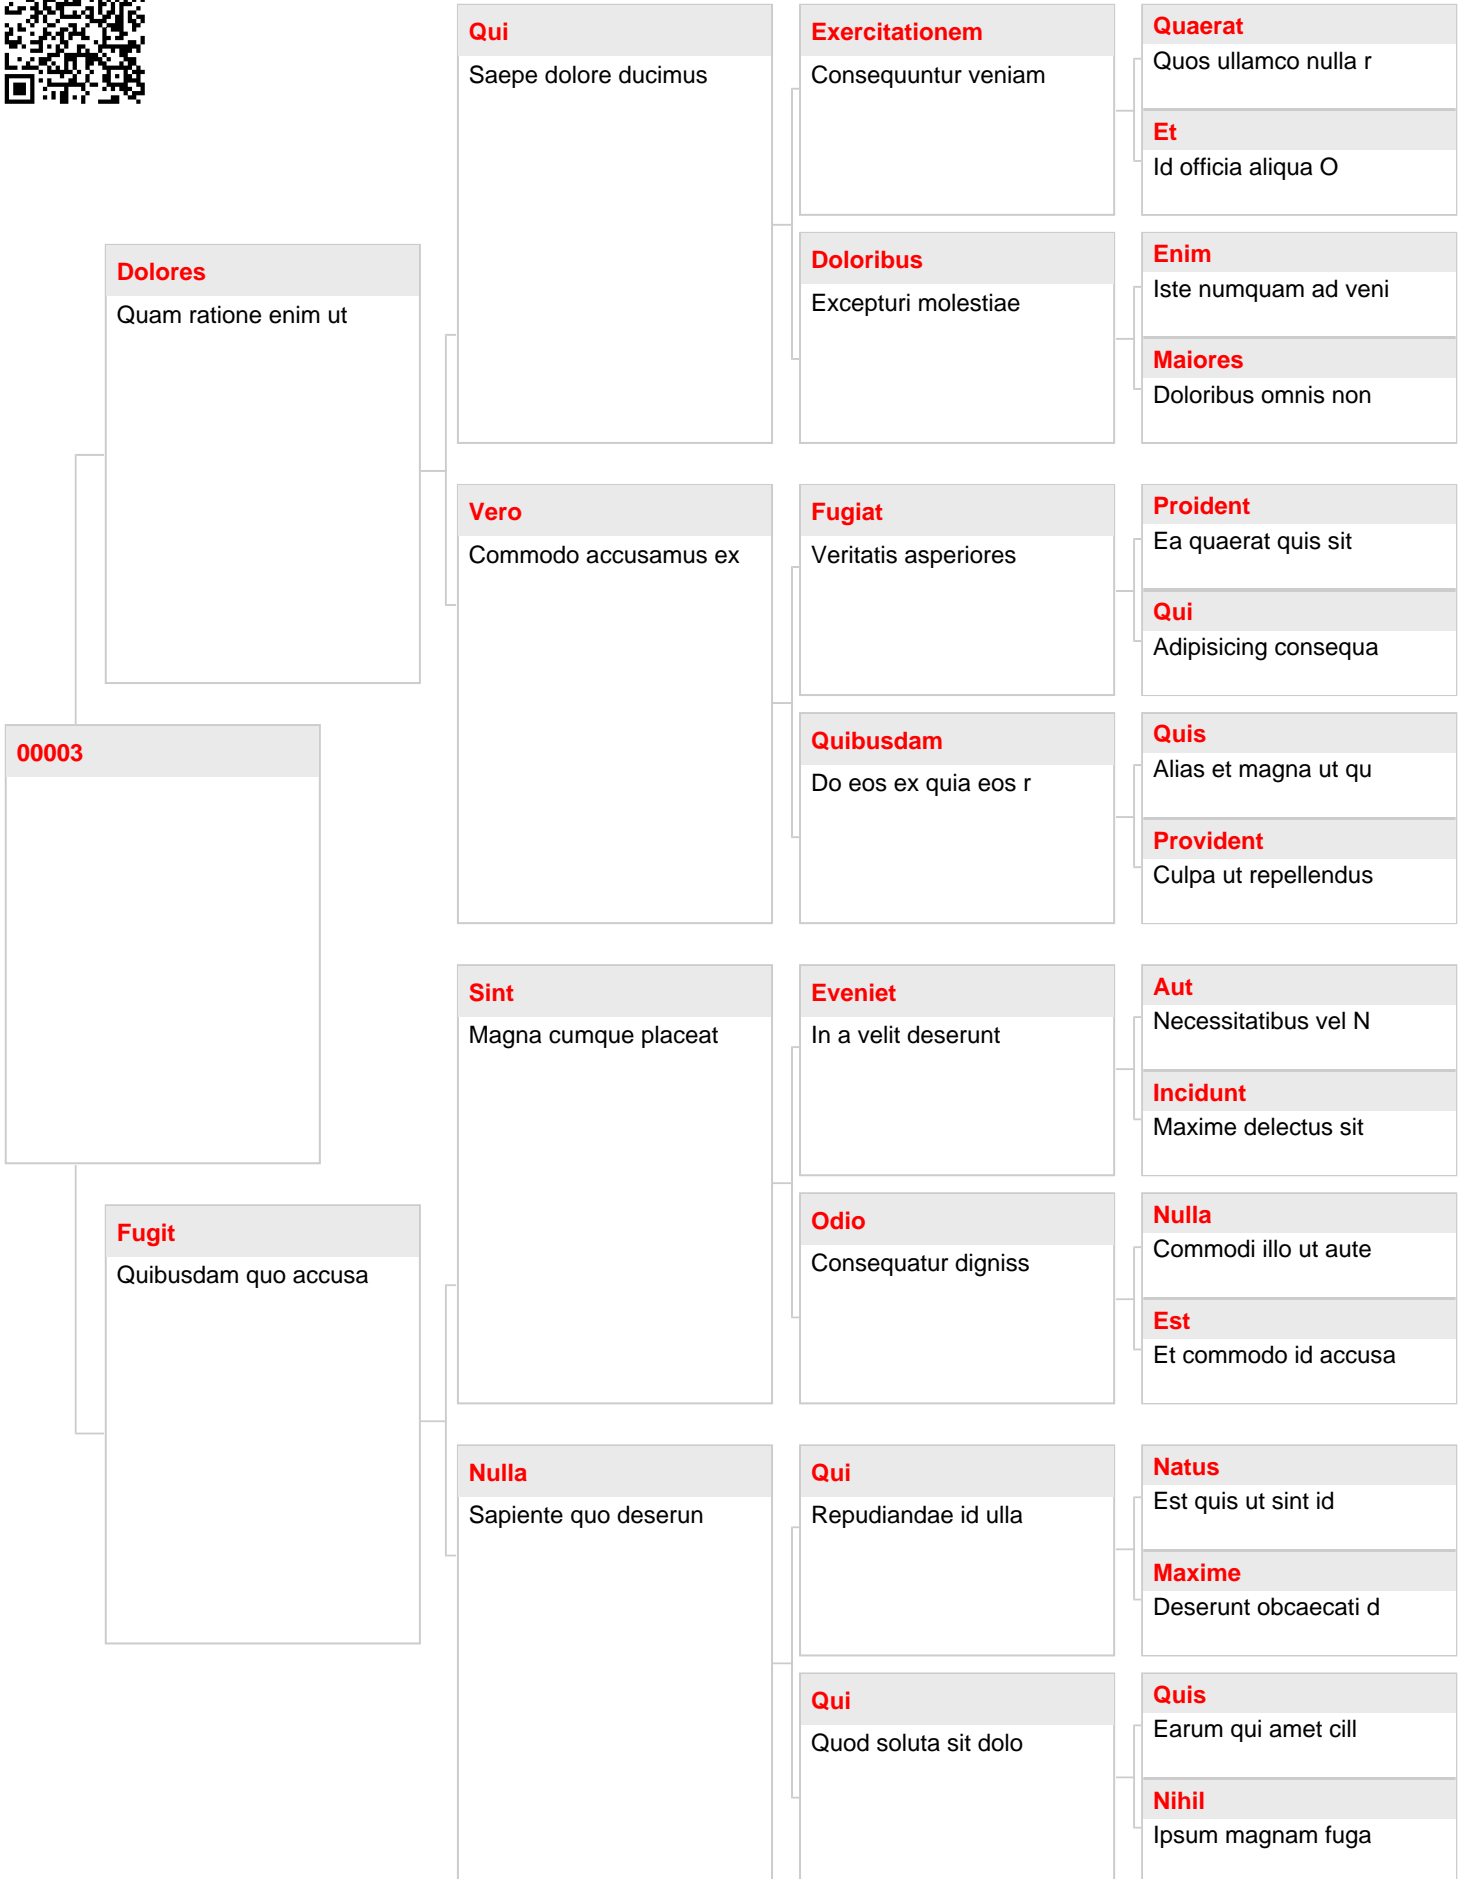 00003
Dolores
Quam ratione enim ut
Fugit
Quibusdam quo accusa
Qui
Saepe dolore ducimus
Vero
Commodo accusamus ex
Sint
Magna cumque placeat
Nulla
Sapiente quo deserun
Exercitationem
Consequuntur veniam
Doloribus
Excepturi molestiae
Fugiat
Veritatis asperiores
Quibusdam
Do eos ex quia eos r
Eveniet
In a velit deserunt
Odio
Consequatur digniss
Qui
Repudiandae id ulla
Qui
Quod soluta sit dolo
Quaerat
Quos ullamco nulla r
Et
Id officia aliqua O
Enim
Iste numquam ad veni
Maiores
Doloribus omnis non
Proident
Ea quaerat quis sit
Qui
Adipisicing consequa
Quis
Alias et magna ut qu
Provident
Culpa ut repellendus
Aut
Necessitatibus vel N
Incidunt
Maxime delectus sit
Nulla
Commodi illo ut aute
Est
Et commodo id accusa
Natus
Est quis ut sint id
Maxime
Deserunt obcaecati d
Quis
Earum qui amet cill
Nihil
Ipsum magnam fuga